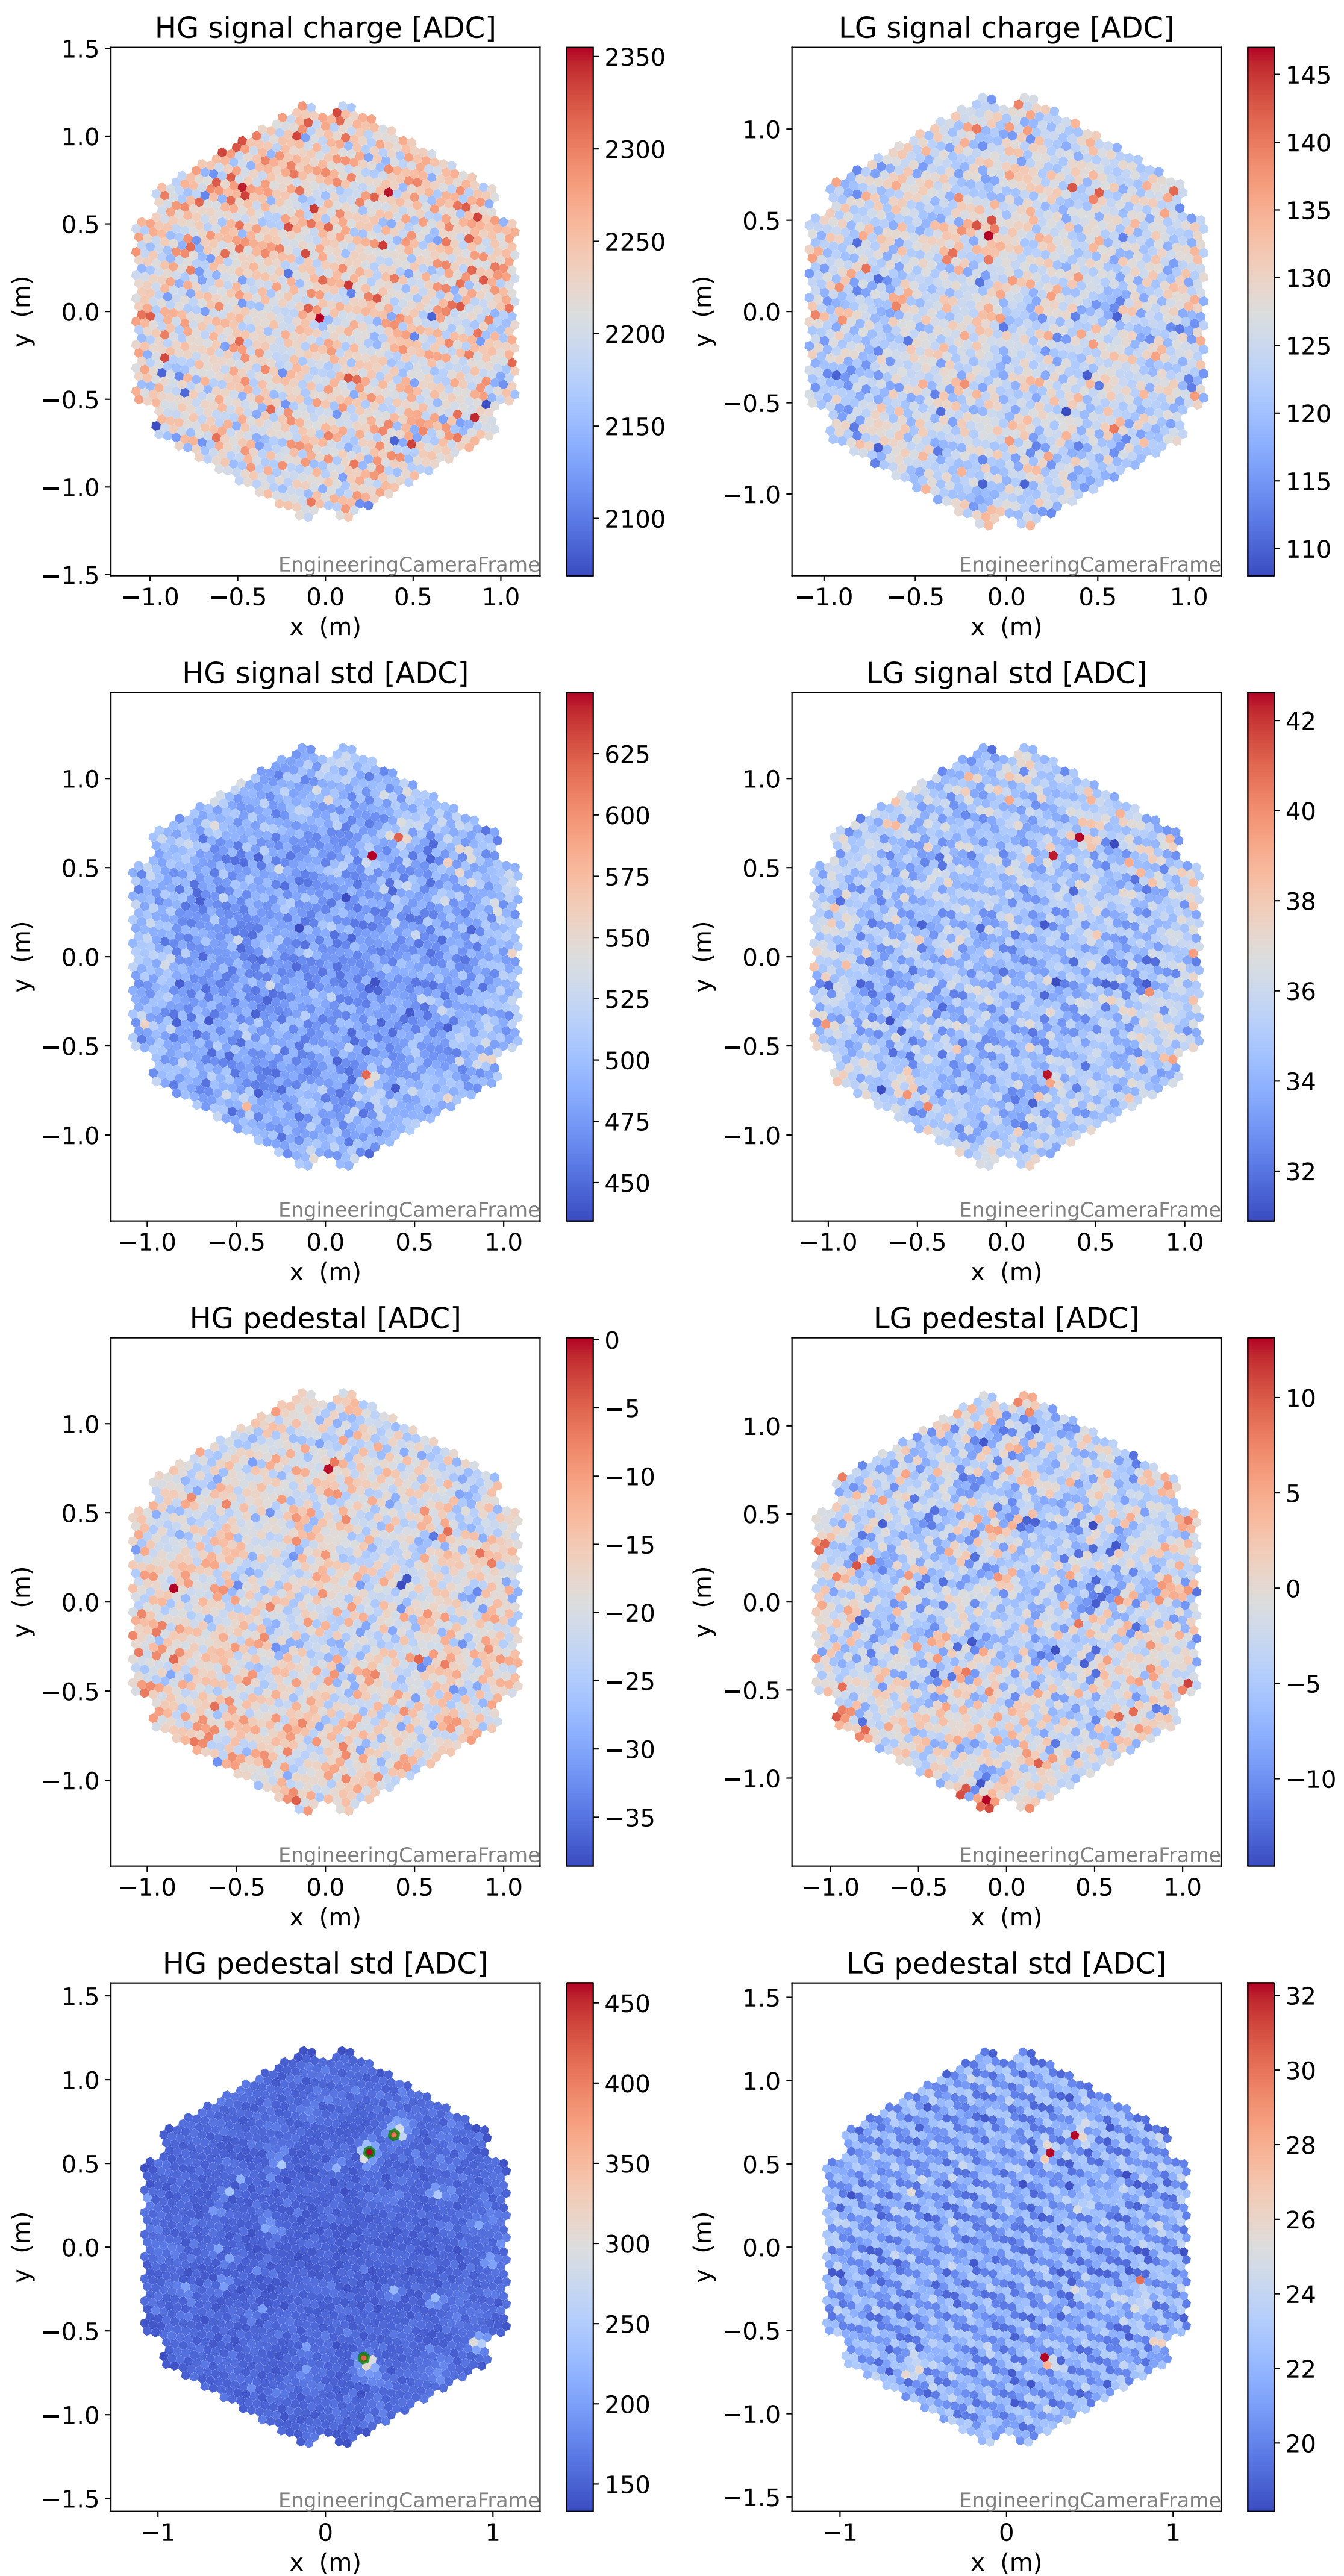 HG signal charge [ADC]
1.5
1.0
0.5
0.0
−0.5
−1.0
−1.5
−1.0 −0.5 0.0 0.5 1.0
x (m)
y (m)
EngineeringCameraFrame
2350
2300
2250
2200
2150
2100
LG signal charge [ADC]
1.0
0.5
0.0
−0.5
−1.0
−1.0 −0.5 0.0 0.5 1.0
x (m)
y (m)
EngineeringCameraFrame
145
140
135
130
125
120
115
110
HG signal std [ADC]
1.0
0.5
0.0
−0.5
−1.0
−1.0 −0.5 0.0 0.5 1.0
x (m)
y (m)
EngineeringCameraFrame
625
600
575
550
525
500
475
450
LG signal std [ADC]
1.0
0.5
0.0
−0.5
−1.0
−1.0 −0.5 0.0 0.5 1.0
x (m)
y (m)
EngineeringCameraFrame
42
40
38
36
34
32
HG pedestal [ADC]
1.0
0.5
0.0
−0.5
−1.0
−1.0 −0.5 0.0 0.5 1.0
x (m)
y (m)
EngineeringCameraFrame
0
−5
−10
−15
−20
−25
−30
−35
LG pedestal [ADC]
1.0
0.5
0.0
−0.5
−1.0
−1.0 −0.5 0.0 0.5 1.0
x (m)
y (m)
EngineeringCameraFrame
10
5
0
−5
−10
HG pedestal std [ADC]
1.5
1.0
0.5
0.0
−0.5
−1.0
−1.5
−1 0 1
x (m)
y (m)
EngineeringCameraFrame
450
400
350
300
250
200
150
LG pedestal std [ADC]
1.5
1.0
0.5
0.0
−0.5
−1.0
−1.5
−1 0 1
x (m)
y (m)
EngineeringCameraFrame
32
30
28
26
24
22
20